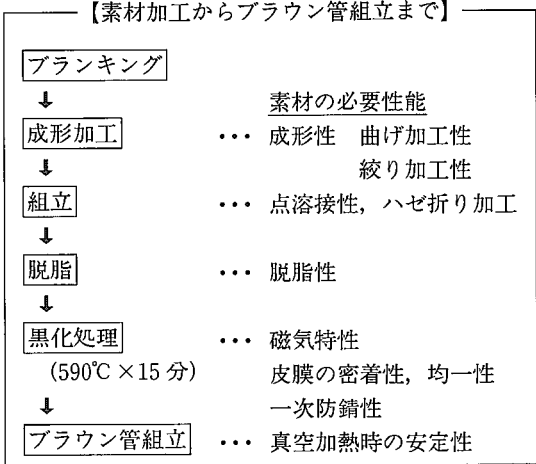 【素材加工からブラウン管組立まで】
ブランキング
↓ 素材の必要性能
成形加工 ･･･ 成形性 曲げ加工性
↓ 絞り加工性
組立 ･･･ 点溶接性，ハゼ折り加工
↓
脱脂 ･･･ 脱脂性
↓
黒化処理 ･･･ 磁気特性
(590℃×15分) 皮膜の密着性，均一性
↓ 一次防錆性
ブラウン管組立 ･･･ 真空加熱時の安定性